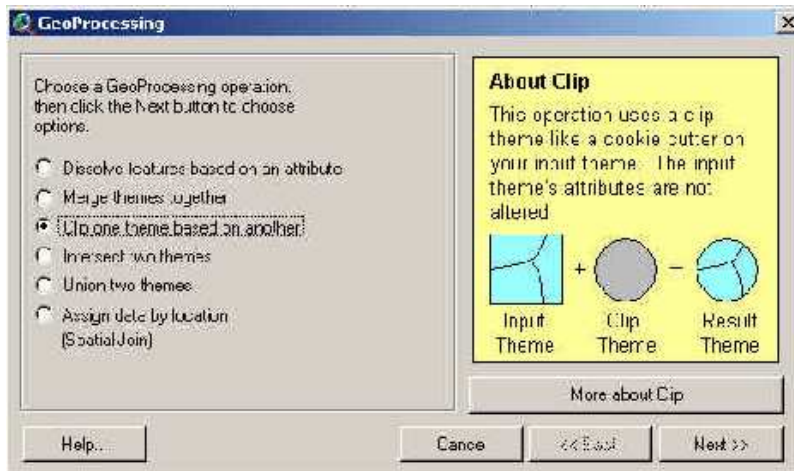 GeoProcessing
Choose a GeoProcessing operation,
then click the Next button to choose
options.
Dissolve features based on an attribute
Merge themes together
Clip one theme based on another
Intersect two themes
Union two themes
Assign data by location
(Spatial Join)
About Clip
This operation uses a clip
theme like a cookie cutter on
your input theme. The input
theme's attributes are not
altered
+ =
Input Clip Result
Theme Theme Theme
More about Clip
Help... Cancel << Back Next >>